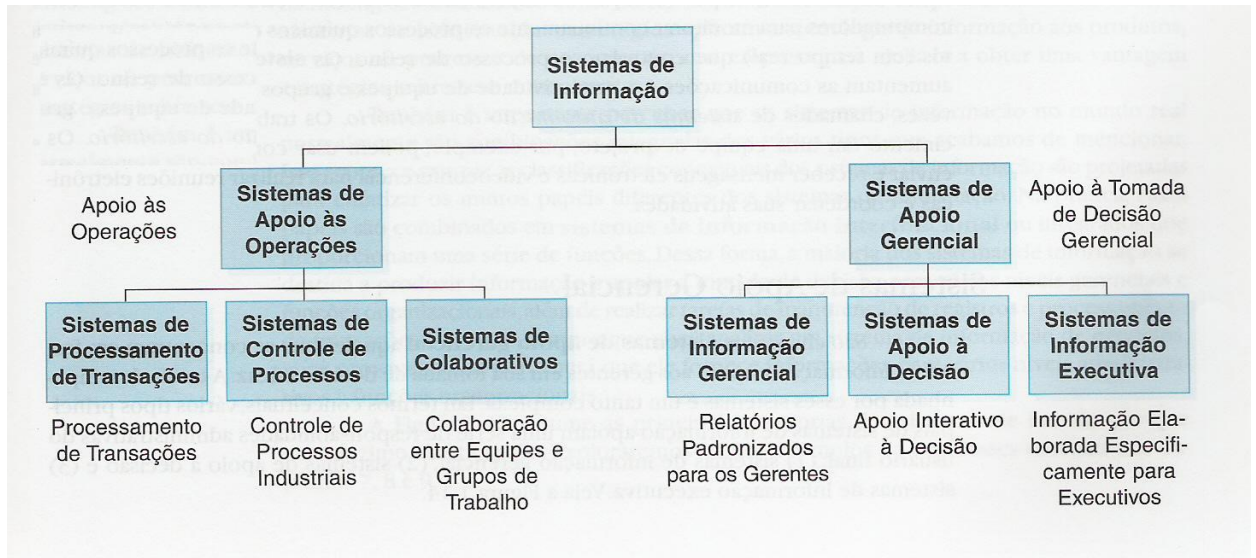 Sistemas de
Informação
Apoio às
Operações
Sistemas de
Apoio às
Operações
Sistemas de
Apoio
Gerencial
Apoio à Tomada
de Decisão
Gerencial
Sistemas de
Processamento
de Transações
Sistemas de
Controle de
Processos
Sistemas de
Colaborativos
Sistemas de
Informação
Gerencial
Sistemas de
Apoio à
Decisão
Sistemas de
Informação
Executiva
Processamento
de Transações
Controle de
Processos
Industriais
Colaboração
entre Equipes e
Grupos de
Trabalho
Relatórios
Padronizados
para os Gerentes
Apoio Interativo
à Decisão
Informação Ela-
borada Especifi-
camente para
Executivos